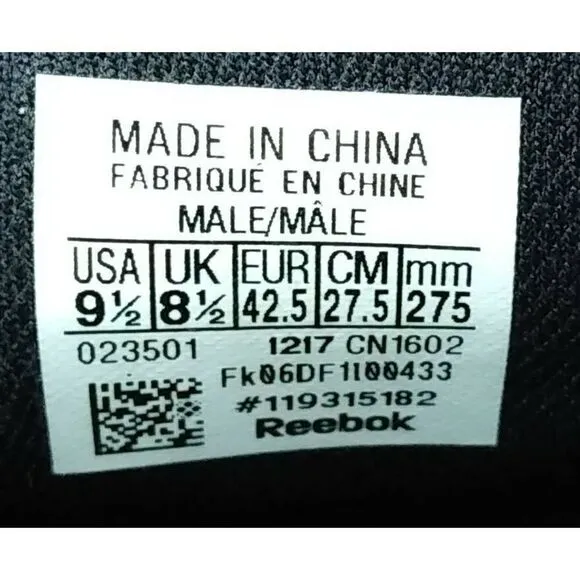 MADE IN CHINA
FABRIQUÉ EN CHINE
MALE/MÂLE
USA UK EUR CM mm
9½ 8½ 42.5 27.5 275
023501 1217 CN1602
Fk06DF1I00433
#119315182
Reebok